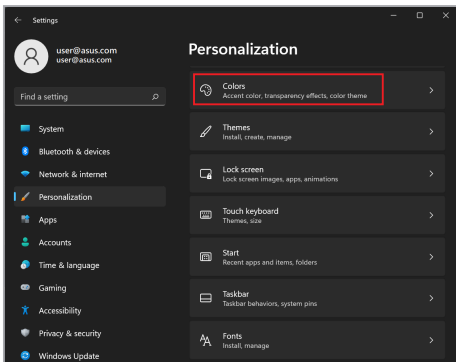 Settings
user@asus.com
user@asus.com
Find a setting
System
Bluetooth & devices
Network & internet
Personalization
Apps
Accounts
Time & language
Gaming
Accessibility
Privacy & security
Windows Update
Personalization
Colors
Accent color, transparency effects, color theme
Themes
Install, create, manage
Lock screen
Lock screen images, apps, animations
Touch keyboard
Themes, size
Start
Recent apps and items, folders
Taskbar
Taskbar behaviors, system pins
Fonts
Install, manage